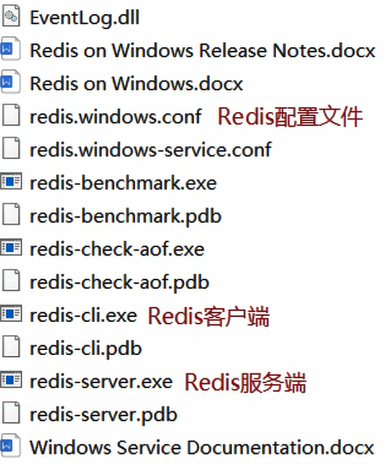 EventLog.dll
Redis on Windows Release Notes.docx
Redis on Windows.docx
redis.windows.conf Redis配置文件
redis.windows-service.conf
redis-benchmark.exe
redis-benchmark.pdb
redis-check-aof.exe
redis-check-aof.pdb
redis-cli.exe Redis客户端
redis-cli.pdb
redis-server.exe Redis服务端
redis-server.pdb
Windows Service Documentation.docx